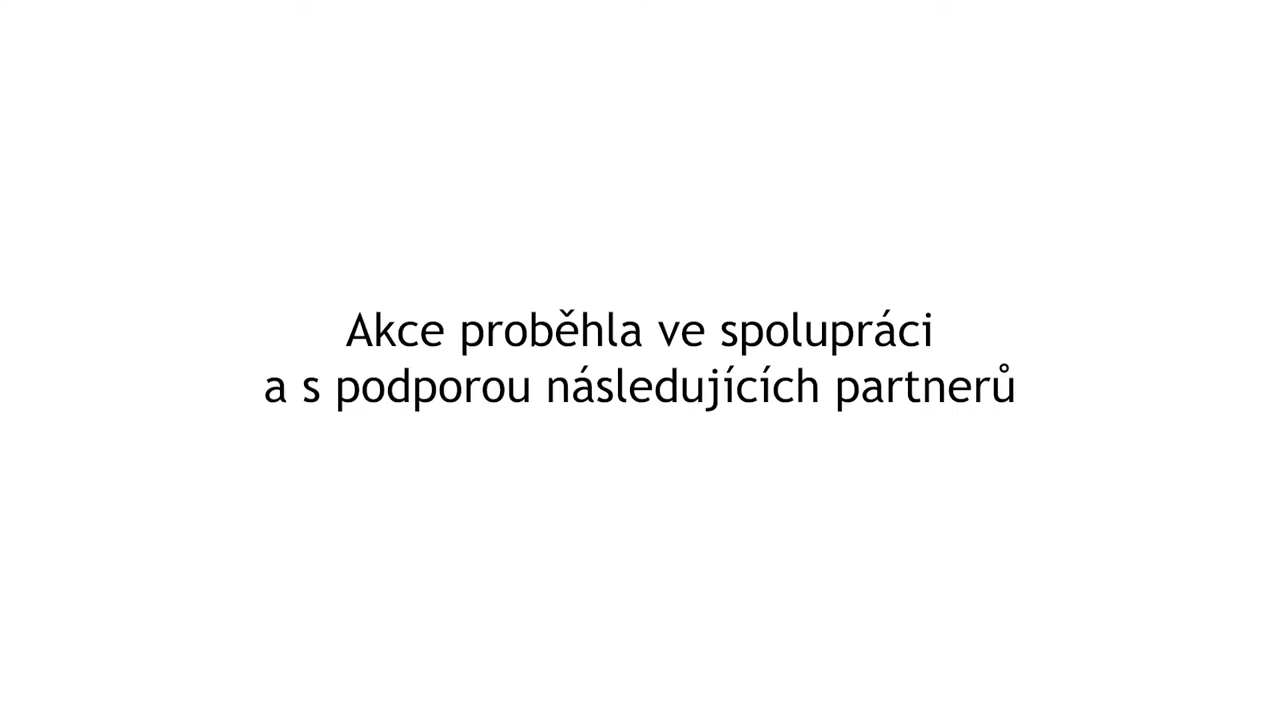 Akce proběhla ve spolupráci
a s podporou následujících partnerů